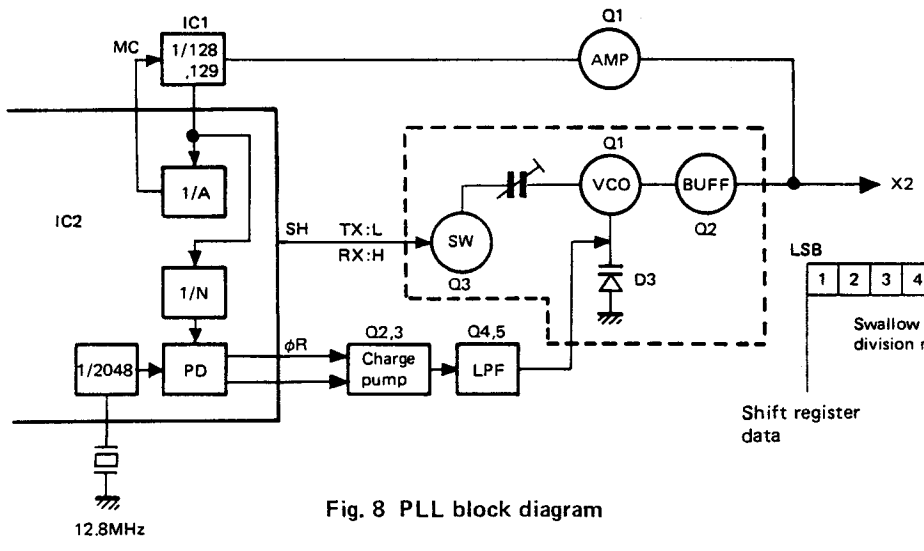 IC1
MC
1/128
,129
Q1
AMP
1/A
IC2
SH
TX:L
RX:H
SW
Q3
Q1
VCO
BUFF
Q2
X2
D3
1/N
1/2048
PD
φR
Q2,3
Charge
pump
Q4,5
LPF
12.8MHz
LSB
1 2 3 4
Swallow
division
Shift register
data
Fig. 8 PLL block diagram